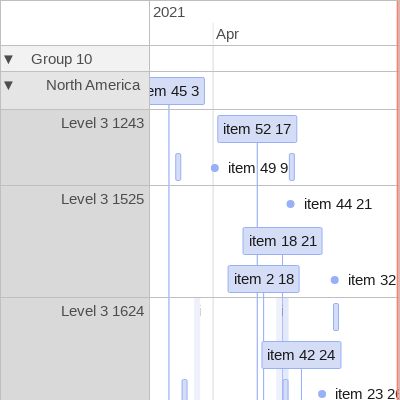 2021
Apr
▼ Group 10
▼ North America
em 45 3
Level 3 1243
item 52 17
item 49 9
Level 3 1525
item 44 21
item 18 21
item 2 18
item 32
Level 3 1624
i
i
item 42 24
item 23 26